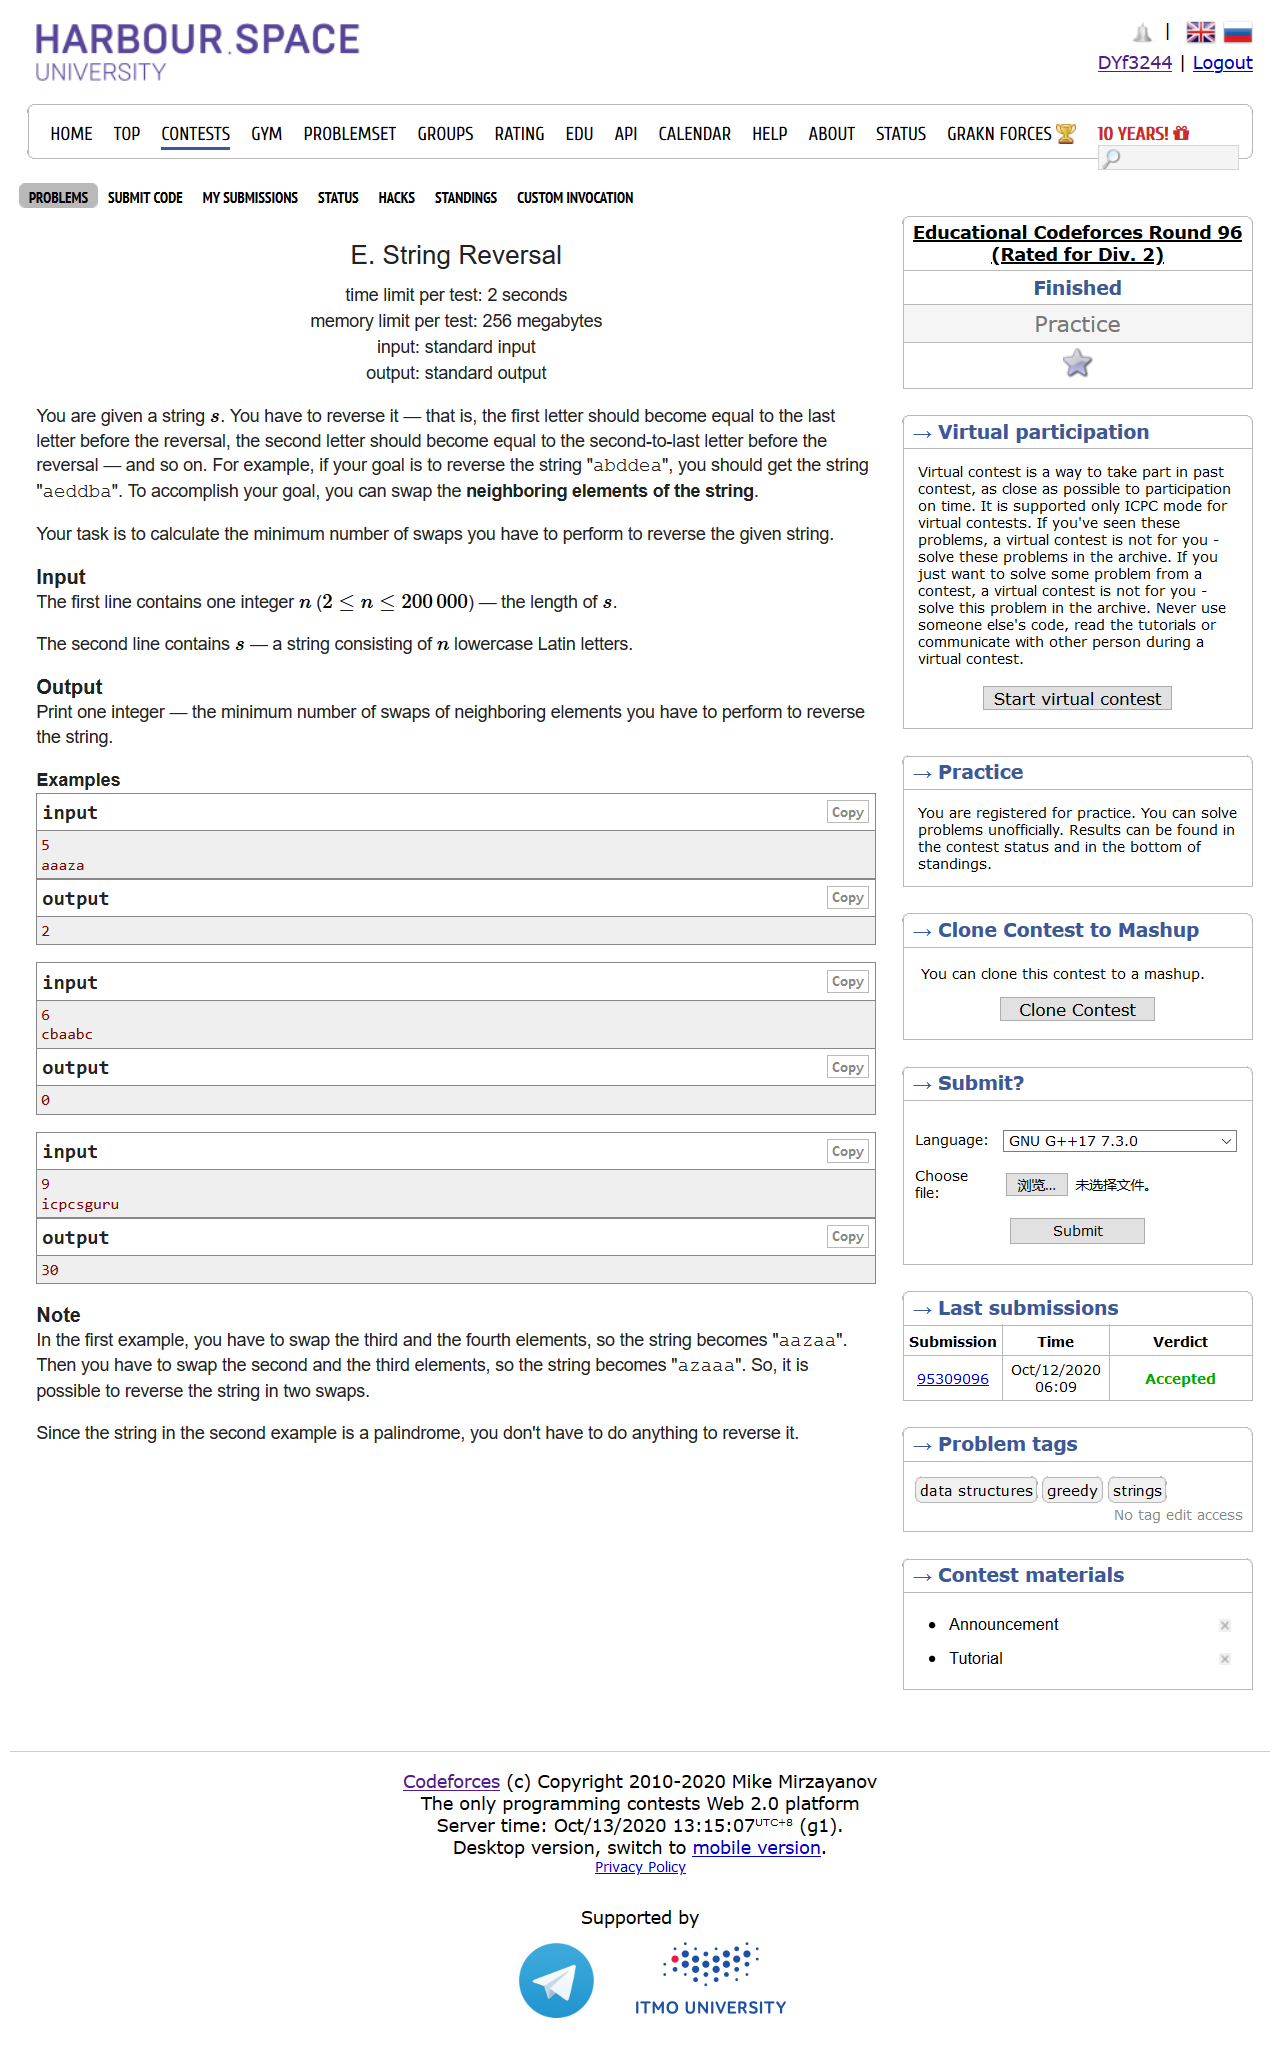 HARBOUR.SPACE
UNIVERSITY
|
DYf3244 | Logout
HOME TOP CONTESTS GYM PROBLEMSET GROUPS RATING EDU API CALENDAR HELP ABOUT STATUS GRAKN FORCES 10 YEARS!
PROBLEMS SUBMIT CODE MY SUBMISSIONS STATUS HACKS STANDINGS CUSTOM INVOCATION
E. String Reversal
time limit per test: 2 seconds
memory limit per test: 256 megabytes
input: standard input
output: standard output
You are given a string s. You have to reverse it — that is, the first letter should become equal to the last
letter before the reversal, the second letter should become equal to the second-to-last letter before the
reversal — and so on. For example, if your goal is to reverse the string "abddea", you should get the string
"aeddba". To accomplish your goal, you can swap the neighboring elements of the string.
Your task is to calculate the minimum number of swaps you have to perform to reverse the given string.
Input
The first line contains one integer n (2 ≤ n ≤ 200 000) — the length of s.
The second line contains s — a string consisting of n lowercase Latin letters.
Output
Print one integer — the minimum number of swaps of neighboring elements you have to perform to reverse
the string.
Examples
input Copy
5
aaaza
output Copy
2
input Copy
6
cbaabc
output Copy
0
input Copy
9
icpcsguru
output Copy
30
Note
In the first example, you have to swap the third and the fourth elements, so the string becomes "aazaa".
Then you have to swap the second and the third elements, so the string becomes "azaaa". So, it is
possible to reverse the string in two swaps.
Since the string in the second example is a palindrome, you don't have to do anything to reverse it.
Educational Codeforces Round 96
(Rated for Div. 2)
Finished
Practice
→ Virtual participation
Virtual contest is a way to take part in past
contest, as close as possible to participation
on time. It is supported only ICPC mode for
virtual contests. If you've seen these
problems, a virtual contest is not for you -
solve these problems in the archive. If you
just want to solve some problem from a
contest, a virtual contest is not for you -
solve this problem in the archive. Never use
someone else's code, read the tutorials or
communicate with other person during a
virtual contest.
Start virtual contest
→ Practice
You are registered for practice. You can solve
problems unofficially. Results can be found in
the contest status and in the bottom of
standings.
→ Clone Contest to Mashup
You can clone this contest to a mashup.
Clone Contest
→ Submit?
Language: GNU G++17 7.3.0
Choose
file: 浏览... 未选择文件。
Submit
→ Last submissions
Submission Time Verdict
95309096 Oct/12/2020
06:09 Accepted
→ Problem tags
data structures greedy strings
No tag edit access
→ Contest materials
• Announcement
• Tutorial
Codeforces (c) Copyright 2010-2020 Mike Mirzayanov
The only programming contests Web 2.0 platform
Server time: Oct/13/2020 13:15:07UTC+8 (g1).
Desktop version, switch to mobile version.
Privacy Policy
Supported by
ITMO UNIVERSITY